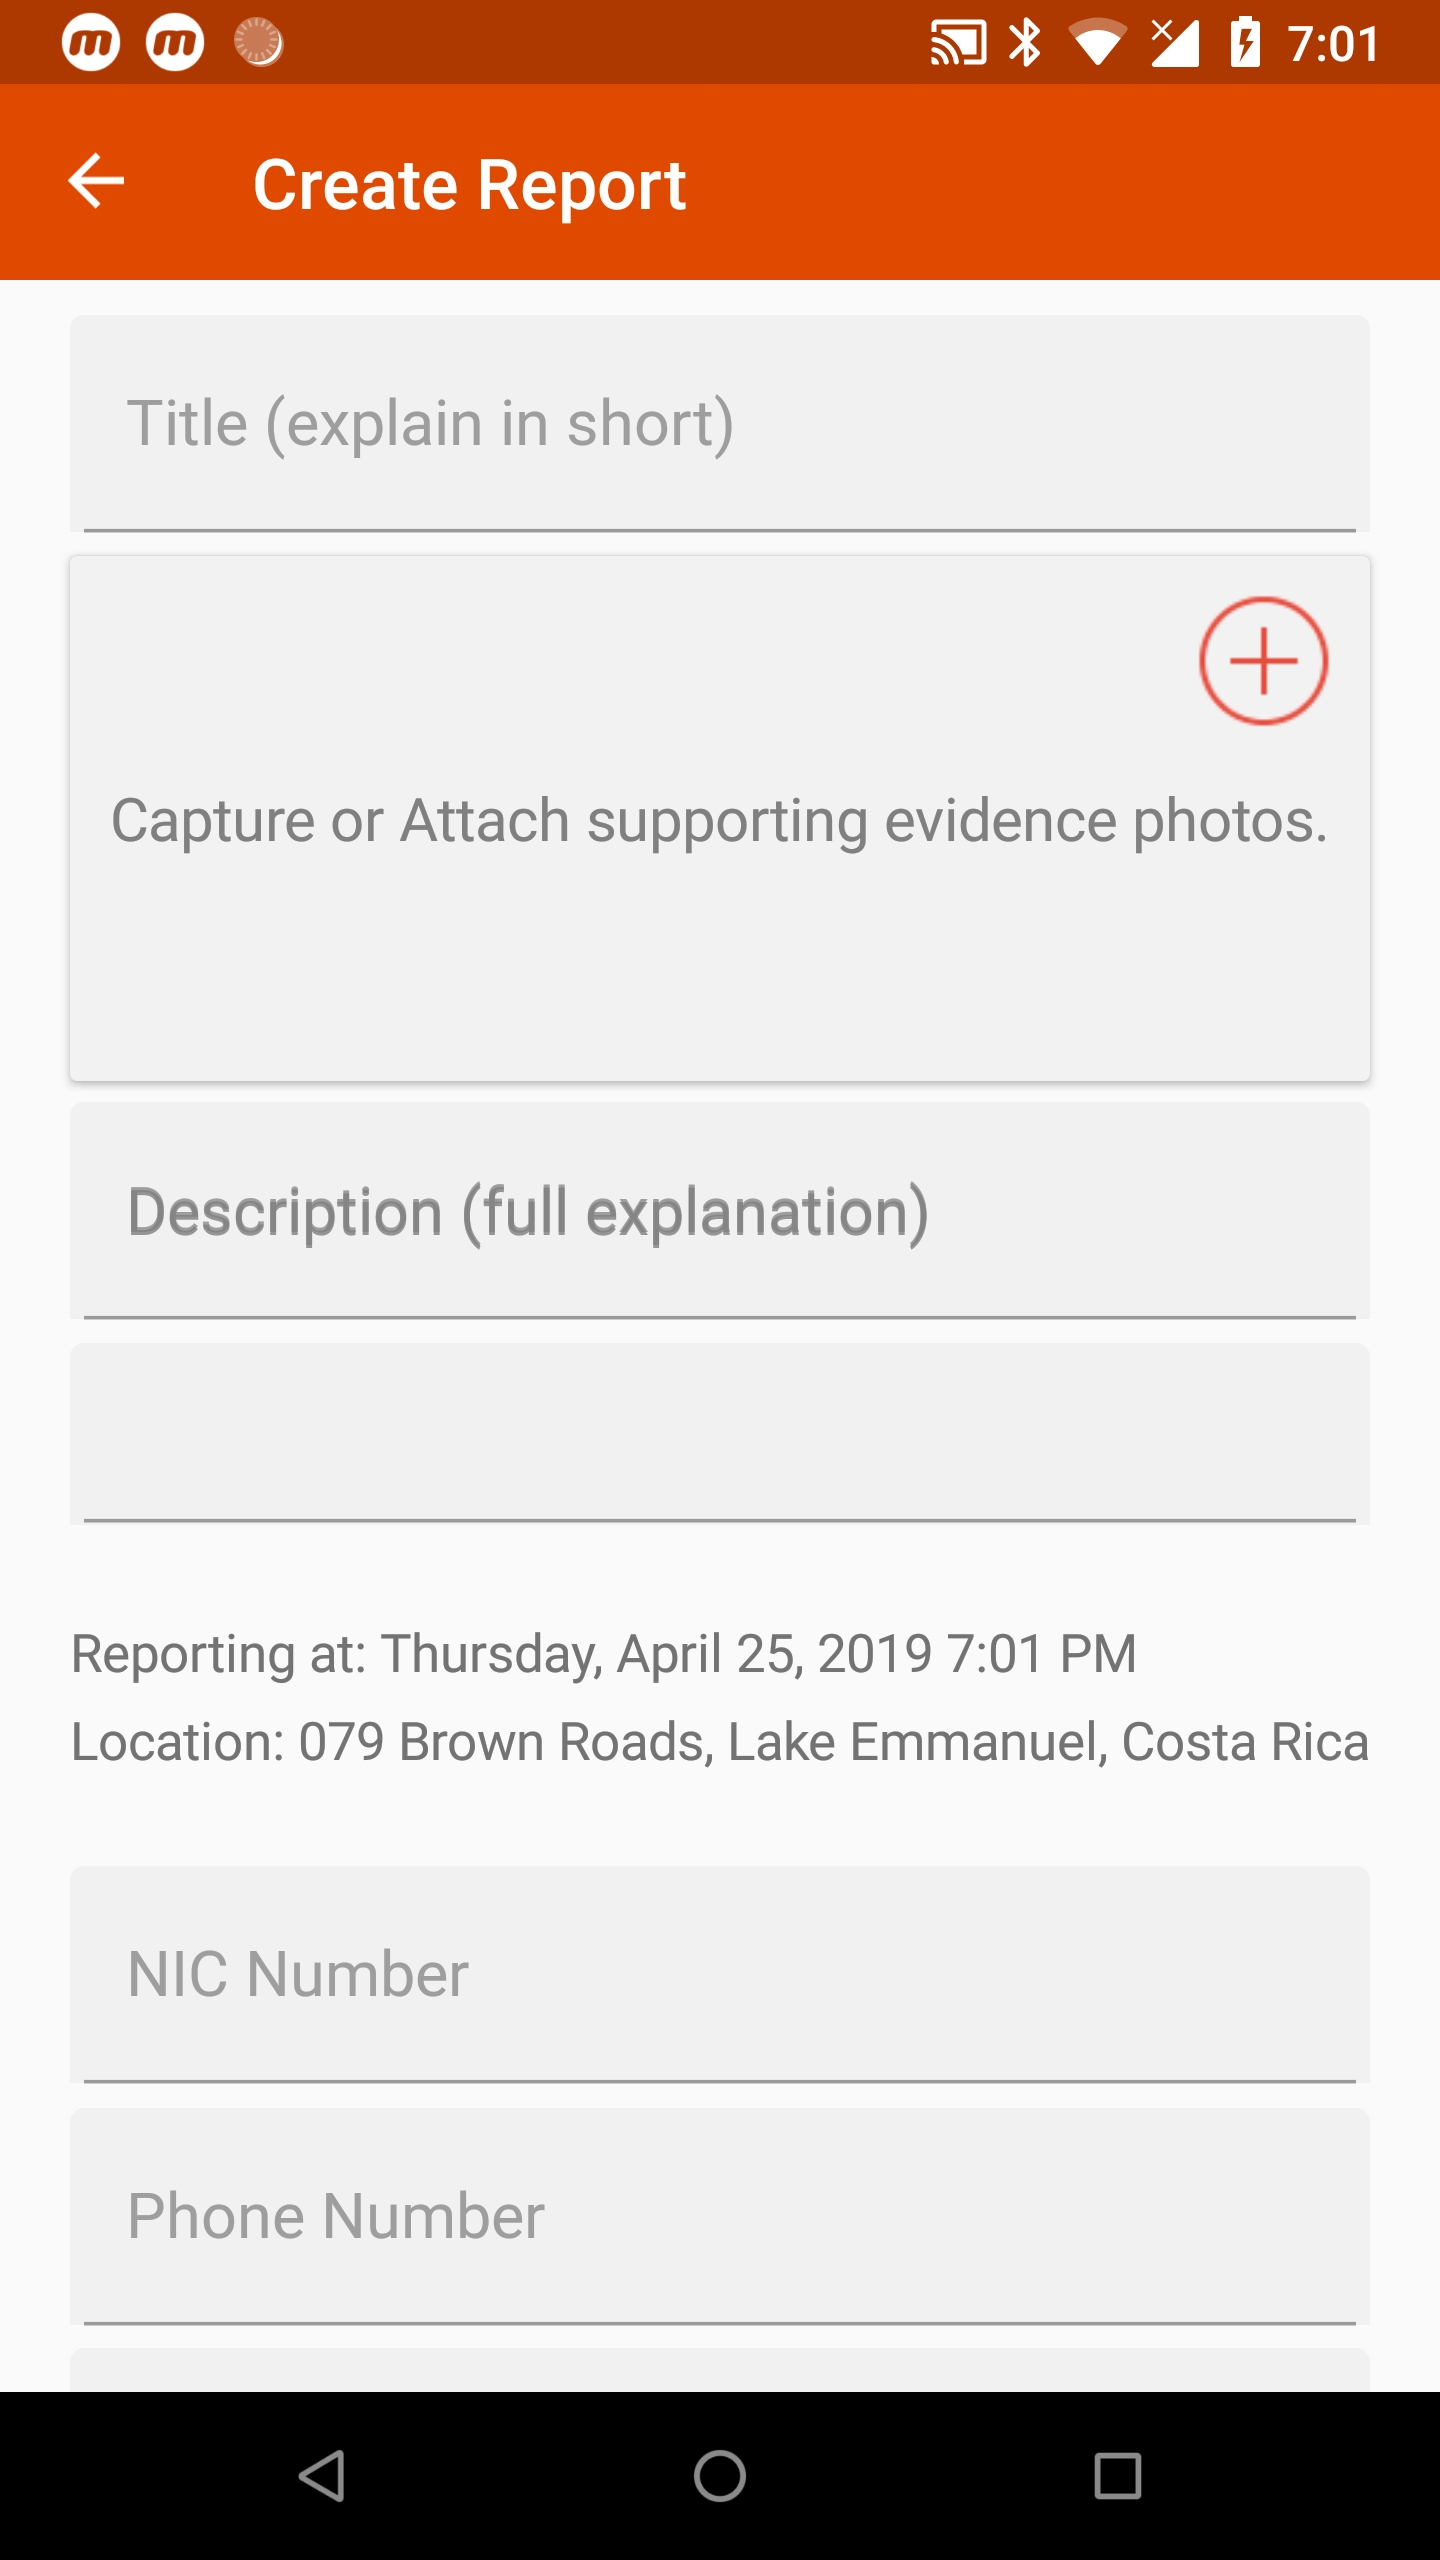 7:01
Create Report
Title (explain in short)
Capture or Attach supporting evidence photos.
Description (full explanation)
Reporting at: Thursday, April 25, 2019 7:01 PM
Location: 079 Brown Roads, Lake Emmanuel, Costa Rica
NIC Number
Phone Number